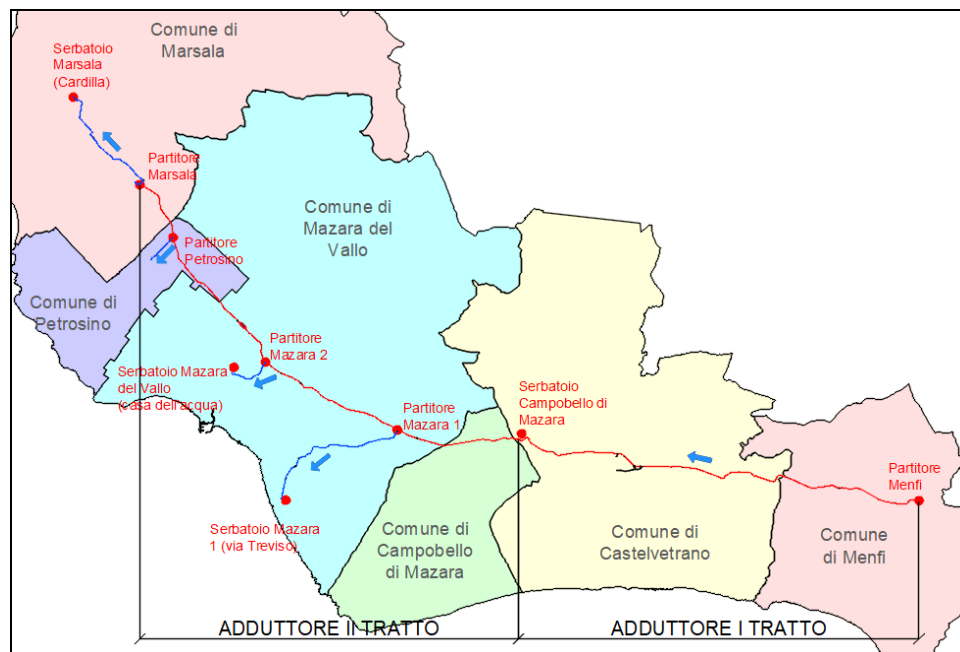 Comune di
Marsala
Serbatoio
Marsala
(Cardilla)
Partitore
Marsala
Comune di
Mazara del
Vallo
Partitore
Petrosino
Comune di
Petrosino
Partitore
Mazara 2
Serbatoio Mazara
del Vallo
(casa dell'acqua)
Serbatoio
Campobello di
Mazara
Partitore
Mazara 1
Partitore
Menfi
Serbatoio Mazara
1 (via Treviso)
Comune di
Campobello
di Mazara
Comune di
Castelvetrano
Comune
di Menfi
ADDUTTORE II TRATTO
ADDUTTORE I TRATTO